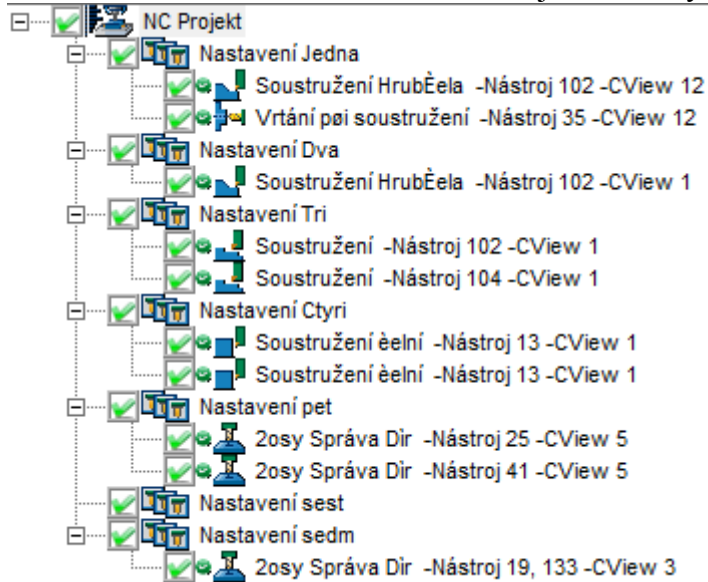 NC Projekt
Nastavení Jedna
Soustružení HrubÈela -Nástroj 102 -CView 12
Vrtání pøi soustružení -Nástroj 35 -CView 12
Nastavení Dva
Soustružení HrubÈela -Nástroj 102 -CView 1
Nastavení Tri
Soustružení -Nástroj 102 -CView 1
Soustružení -Nástroj 104 -CView 1
Nastavení Ctyri
Soustružení èelní -Nástroj 13 -CView 1
Soustružení èelní -Nástroj 13 -CView 1
Nastavení pet
2osy Správa Dìr -Nástroj 25 -CView 5
2osy Správa Dìr -Nástroj 41 -CView 5
Nastavení sest
Nastavení sedm
2osy Správa Dìr -Nástroj 19, 133 -CView 3